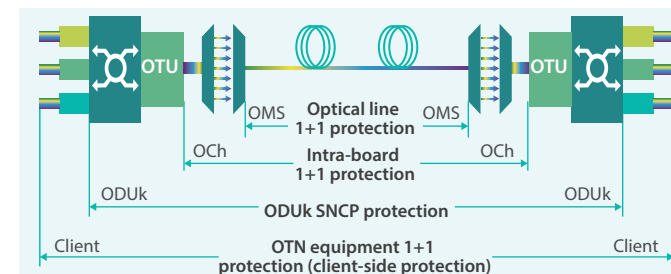 OTU
OTU
OMS
Optical line
1+1 protection
OMS
OCh
Intra-board
1+1 protection
OCh
ODUk
ODUk SNCP protection
ODUk
Client
OTN equipment 1+1
protection (client-side protection)
Client